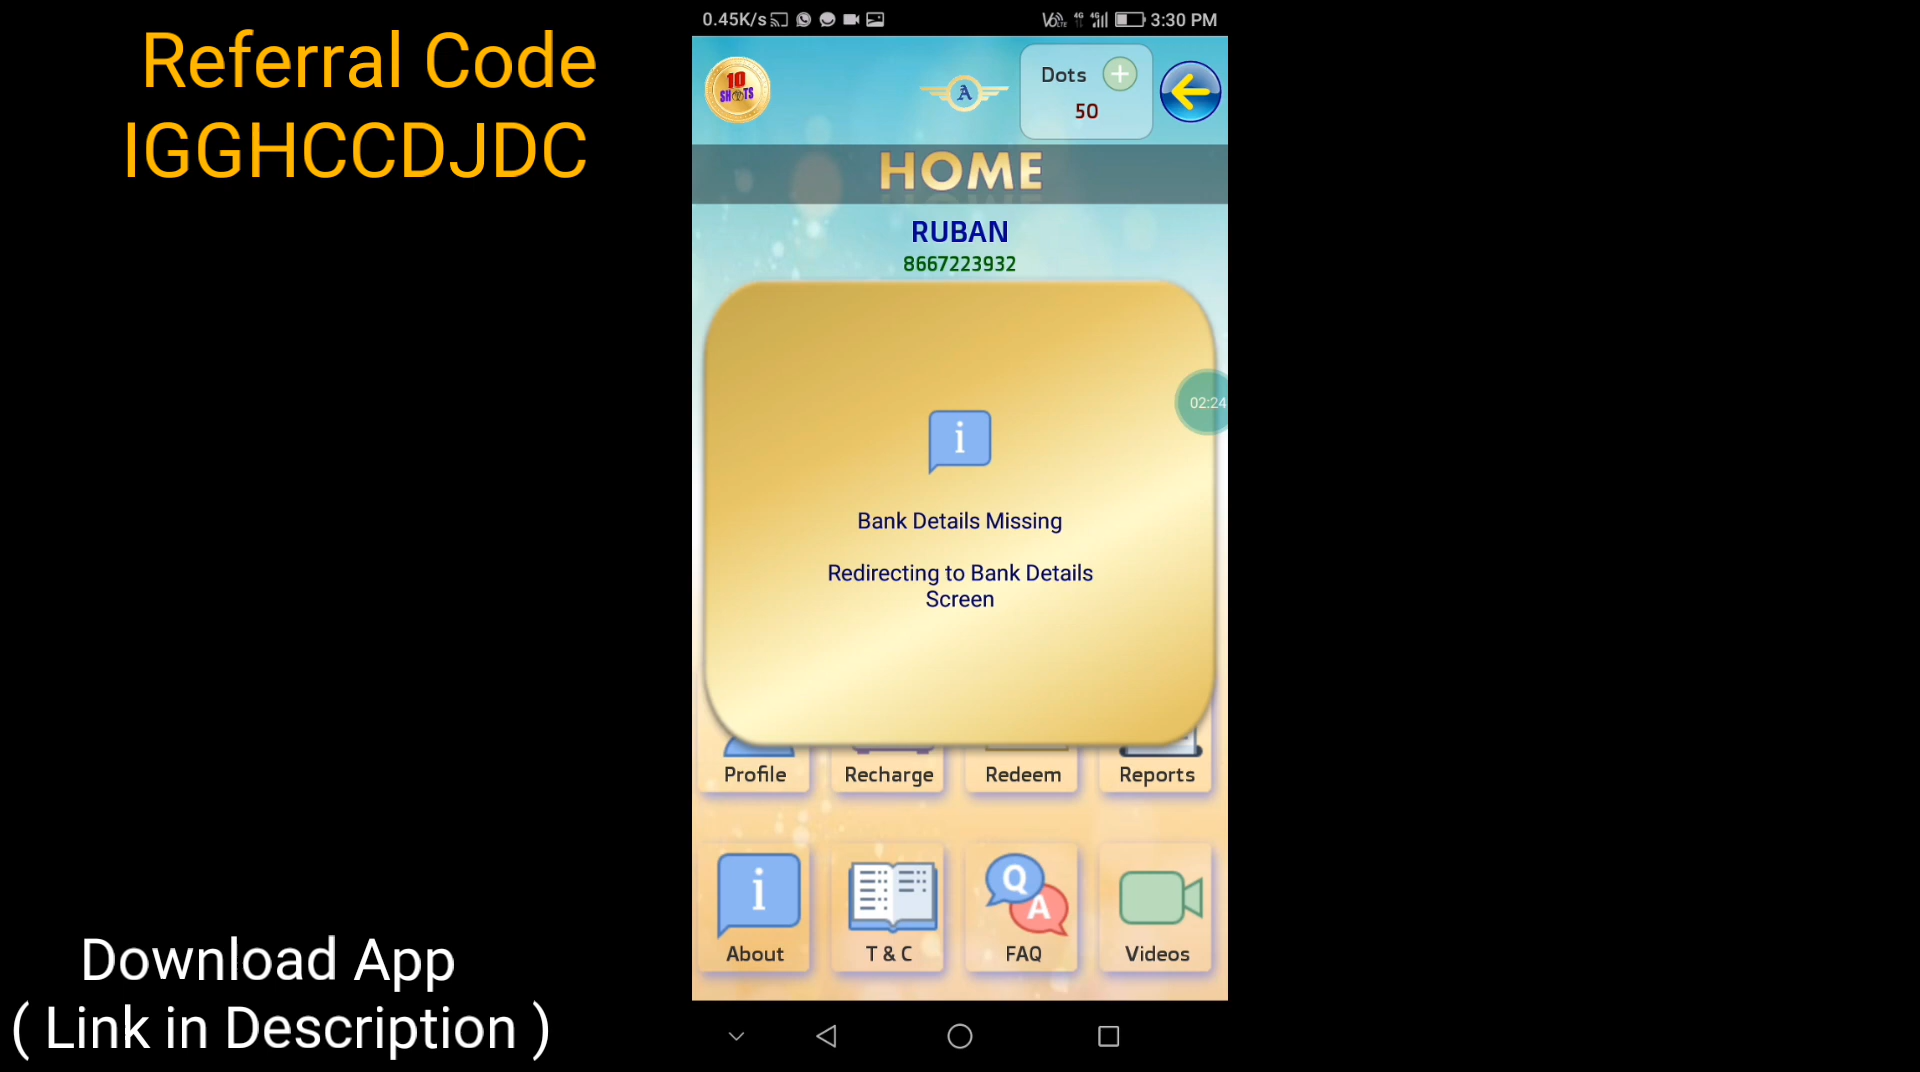 Referral Code
IGGHCCDJDC
0.45K/s
3:30 PM
10
SHOTS
A
Dots
50
HOME
RUBAN
8667223932
02:24
i
Bank Details Missing
Redirecting to Bank Details
Screen
Profile Recharge Redeem Reports
i
Q
A
About T & C FAQ Videos
Download App
( Link in Description )